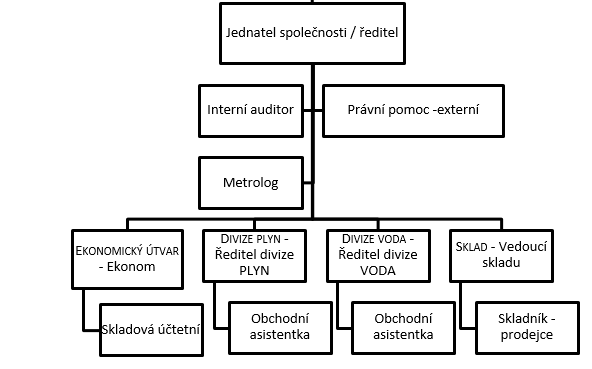 Jednatel společnosti / ředitel
Interní auditor
Právní pomoc -externí
Metrolog
EKONOMICKÝ ÚTVAR
- Ekonom
DIVIZE PLYN -
Ředitel divize
PLYN
DIVIZE VODA -
Ředitel divize
VODA
SKLAD - Vedoucí
skladu
Skladová účtetní
Obchodní
asistentka
Obchodní
asistentka
Skladník -
prodejce